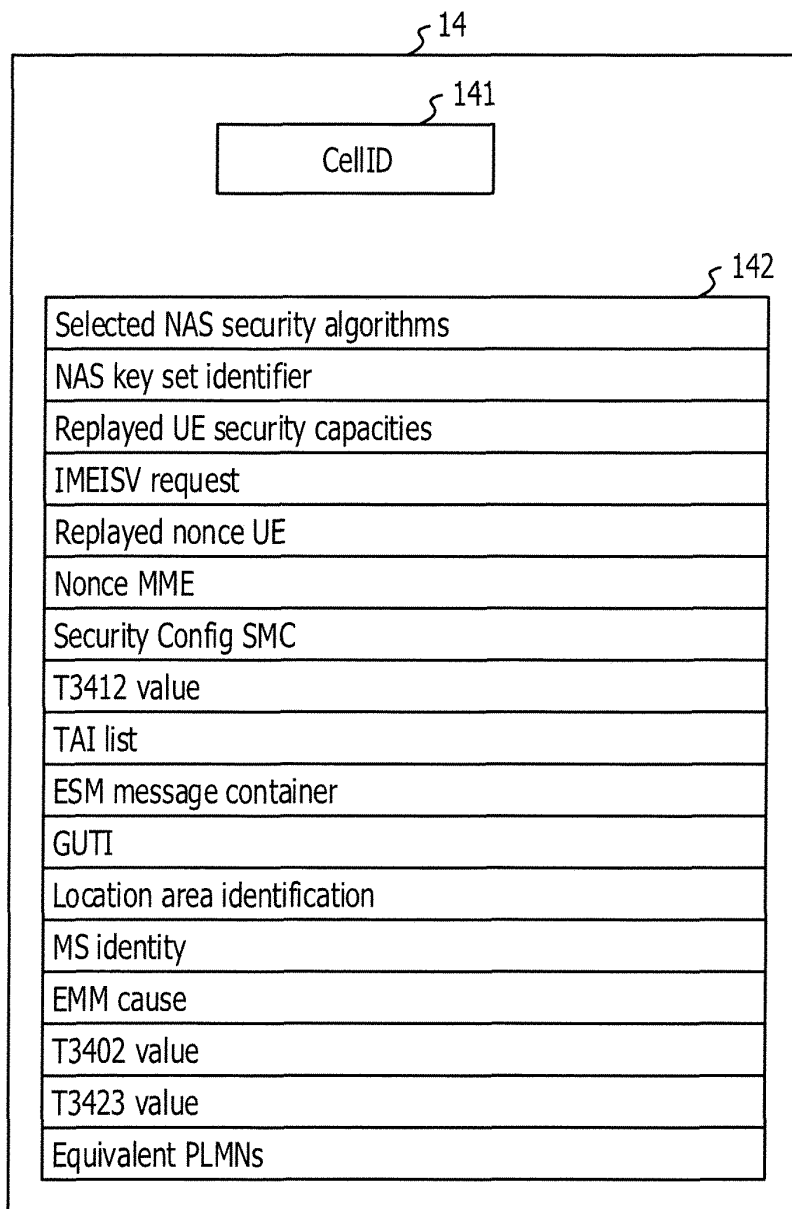 14
141
CellID
142
Selected NAS security algorithms
NAS key set identifier
Replayed UE security capacities
IMEISV request
Replayed nonce UE
Nonce MME
Security Config SMC
T3412 value
TAI list
ESM message container
GUTI
Location area identification
MS identity
EMM cause
T3402 value
T3423 value
Equivalent PLMNs